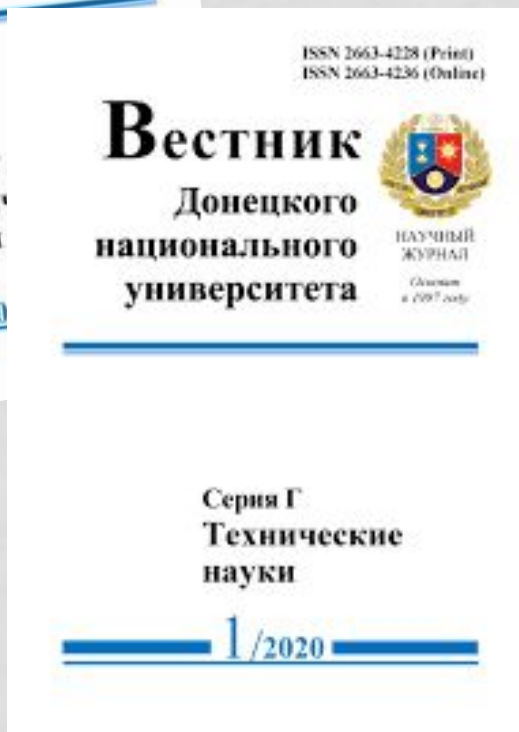 ISSN 2663-4228 (Print)
ISSN 2663-4236 (Online)
Вестник
Донецкого
национального
университета
НАУЧНЫЙ
ЖУРНАЛ
Основан
в 1997 году
Серия Г
Технические
науки
1/2020